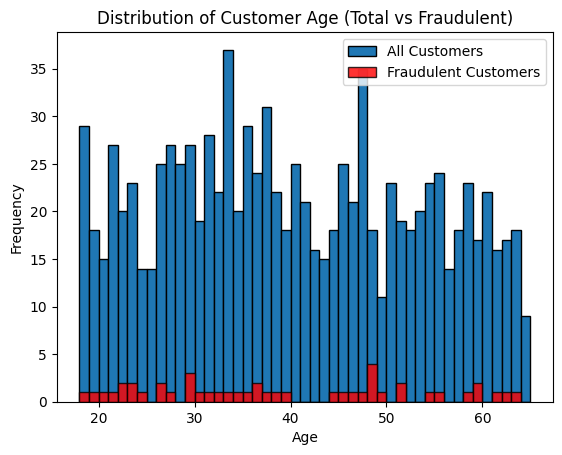 Distribution of Customer Age (Total vs Fraudulent)
All Customers
Fraudulent Customers
35
30
25
20
15
10
5
0
Frequency
20 30 40 50 60
Age